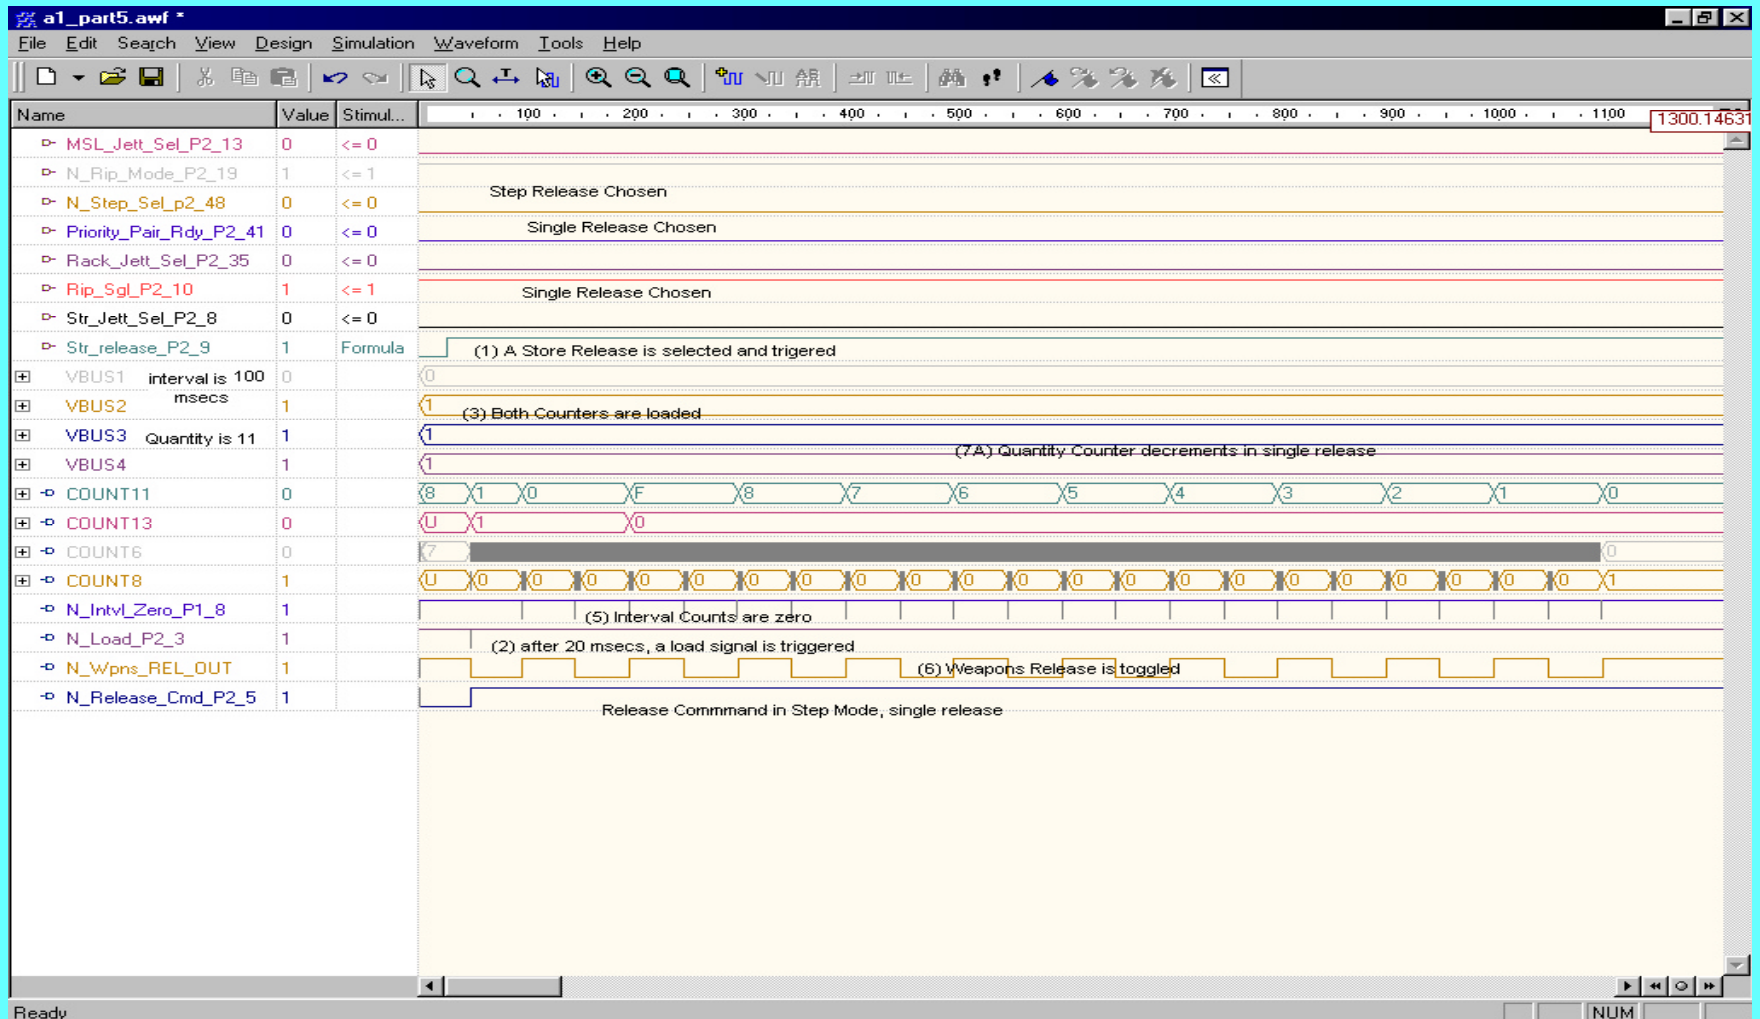 a1_part5.awf *
File Edit Search View Design Simulation Waveform Tools Help
Name Value Stimul... 100 200 300 400 500 600 700 800 900 1000 1100 1300.14631
MSL_Jett_Sel_P2_13 0 <= 0
N_Rip_Mode_P2_19 1 <= 1
Step Release Chosen
N_Step_Sel_p2_48 0 <= 0
Priority_Pair_Rdy_P2_41 0 <= 0 Single Release Chosen
Rack_Jett_Sel_P2_35 0 <= 0
Rip_Sgl_P2_10 1 <= 1 Single Release Chosen
Str_Jett_Sel_P2_8 0 <= 0
Str_release_P2_9 1 Formula (1) A Store Release is selected and trigered
VBUS1 interval is 100 0 0
msecs
VBUS2 1 1 (3) Both Counters are loaded
VBUS3 Quantity is 11 1 1
(7A) Quantity Counter decrements in single release
VBUS4 1 1
COUNT11 0 8 1 0 F 8 7 6 5 4 3 2 1 0
COUNT13 0 U 1 0
COUNT6 0 7 0
COUNT8 1 U 0 0 0 0 0 0 0 0 0 0 0 0 0 0 0 0 0 0 0 0 0 1
N_Intvl_Zero_P1_8 1 (5) Interval Counts are zero
N_Load_P2_3 1 (2) after 20 msecs, a load signal is triggered
N_Wpns_REL_OUT 1 (6) Weapons Release is toggled
N_Release_Cmd_P2_5 1
Release Commmand in Step Mode, single release
Ready NUM